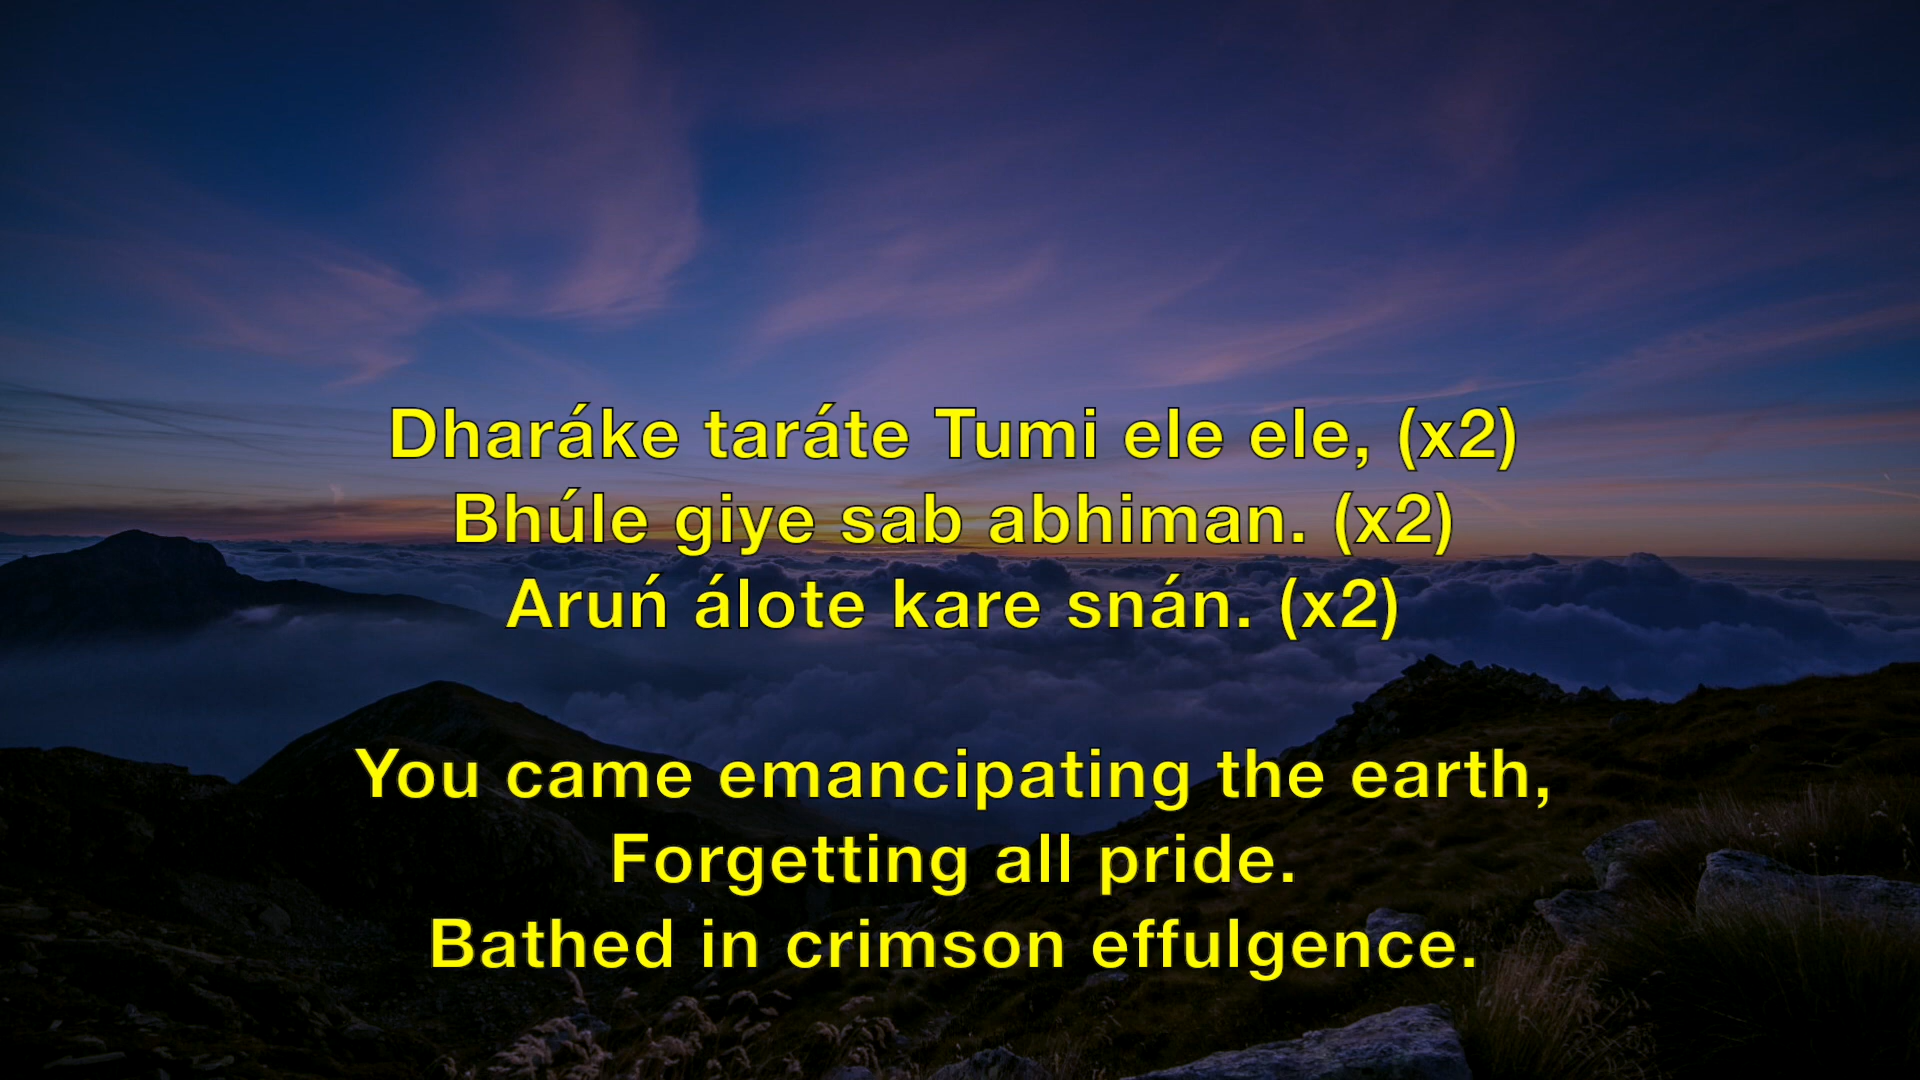 Dharáke taráte Tumi ele ele, (x2)
Bhúle giye sab abhiman. (x2)
Aruń álote kare snán. (x2)
You came emancipating the earth,
Forgetting all pride.
Bathed in crimson effulgence.